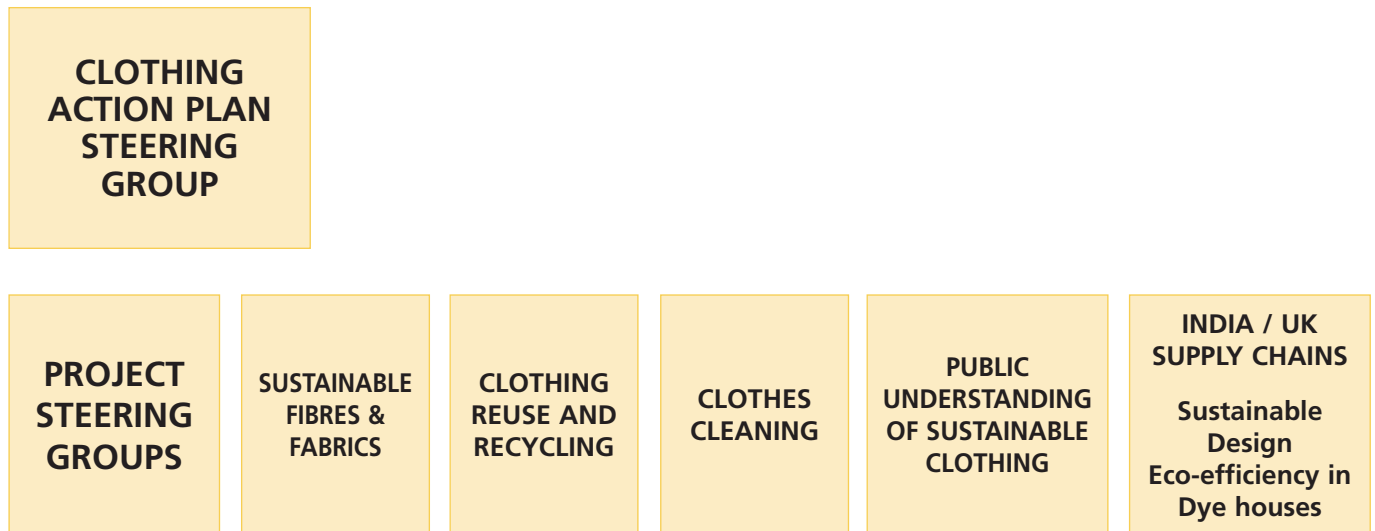 CLOTHING
ACTION PLAN
STEERING
GROUP
PROJECT
STEERING
GROUPS
SUSTAINABLE
FIBRES &
FABRICS
CLOTHING
REUSE AND
RECYCLING
CLOTHES
CLEANING
PUBLIC
UNDERSTANDING
OF SUSTAINABLE
CLOTHING
INDIA / UK
SUPPLY CHAINS
Sustainable
Design
Eco-efficiency in
Dye houses